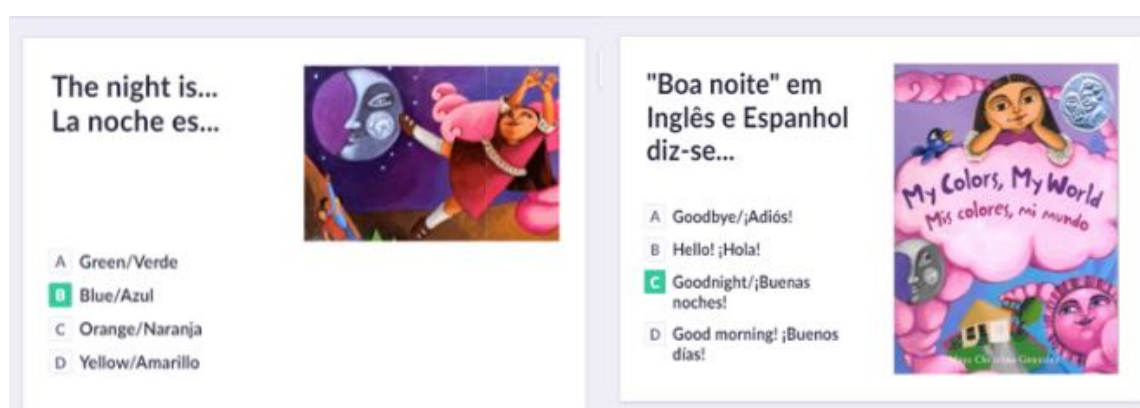 The night is...
La noche es...
A Green/Verde
B Blue/Azul
C Orange/Naranja
D Yellow/Amarillo
"Boa noite" em
Inglês e Espanhol
diz-se...
A Goodbye/¡Adiós!
B Hello! ¡Hola!
C Goodnight/¡Buenas
noches!
D Good morning! ¡Buenos
días!
My Colors, My World
Mis colores, mi mundo